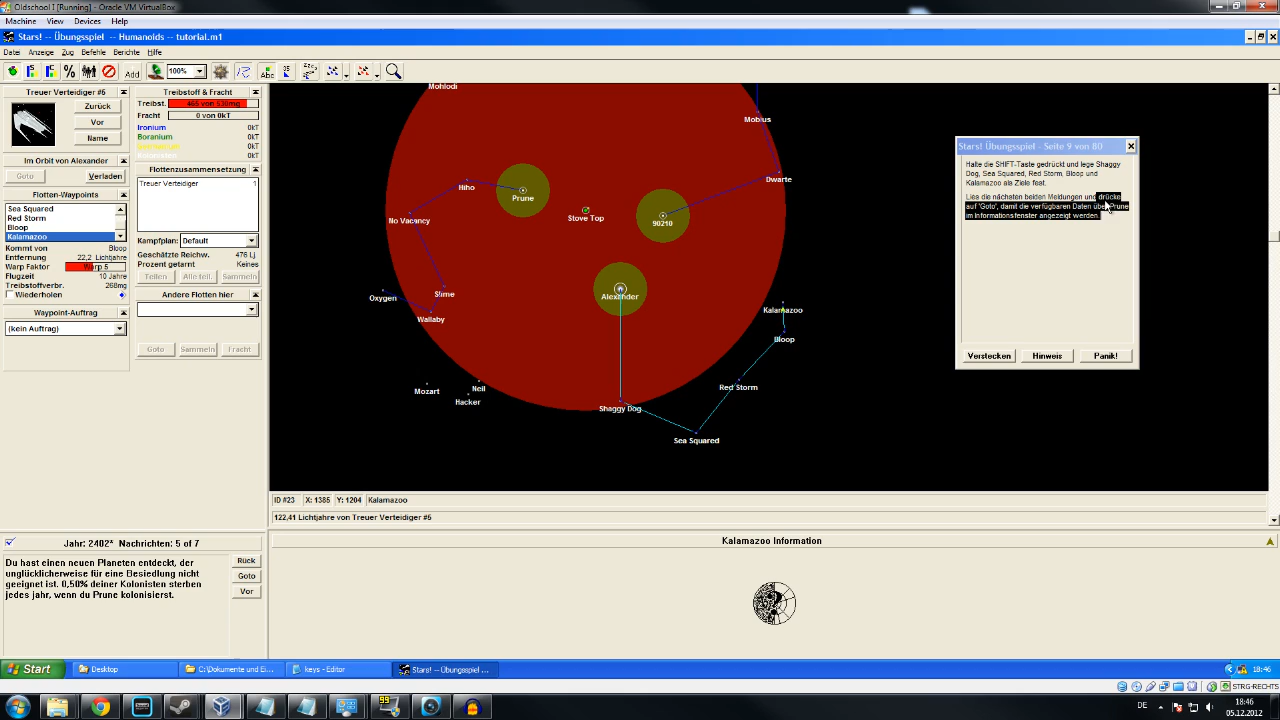 Oldschool I [Running] - Oracle VM VirtualBox
Machine View Devices Help
Stars! -- Übungsspiel -- Humanoids -- tutorial.m1
Datei Anzeige Zug Befehle Berichte Hilfe
Add
100%
Abc
Treuer Verteidiger #5
Zurück
Vor
Name
Im Orbit von Alexander
Goto
Verladen
Flotten-Waypoints
Sea Squared
Red Storm
Bloop
Kalamazoo
Kommt von Bloop
Entfernung 22,2 Lichtjahre
Warp Faktor Warp 5
Flugzeit 10 Jahre
Treibstoffverbr. 268mg
Wiederholen
Waypoint-Auftrag
(kein Auftrag)
Treibstoff & Fracht
Treibst. 465 von 530mg
Fracht 0 von 0kT
Ironium 0kT
Boranium 0kT
0kT
0kT
Flottenzusammensetzung
Treuer Verteidiger 1
Kampfplan: Default
Geschätzte Reichw. 476 Lj.
Prozent getarnt Keines
Teilen Alle teil. Sammeln
Andere Flotten hier
Goto Sammeln Fracht
Mohlodi
Mobius
Dwarte
Hiho
Prune
No Vacancy
Stove Top
90210
Alexander
Slime
Oxygen
Wallaby
Kalamazoo
Bloop
Mozart
Neil
Hacker
Red Storm
Shaggy Dog
Sea Squared
Stars! Übungsspiel - Seite 9 von 80
Halte die SHIFT-Taste gedrückt und lege Shaggy
Dog, Sea Squared, Red Storm, Bloop und
Kalamazoo als Ziele fest.
Lies die nächsten beiden Meldungen und drücke
auf "Goto", damit die verfügbaren Daten über Prune
im Informationsfenster angezeigt werden.
Verstecken Hinweis Panik!
ID #23 X: 1385 Y: 1204 Kalamazoo
122,41 Lichtjahre von Treuer Verteidiger #5
Jahr: 2402* Nachrichten: 5 of 7
Du hast einen neuen Planeten entdeckt, der
unglücklicherweise für eine Besiedlung nicht
geeignet ist. 0,50% deiner Kolonisten sterben
jedes jahr, wenn du Prune kolonisierst.
Rück
Goto
Vor
Kalamazoo Information
Start Desktop C:\Dokumente und Ei... keys - Editor Stars! -- Übungsspiel ... 18:46
STRG-RECHTS
99
DE
18:46
05.12.2012